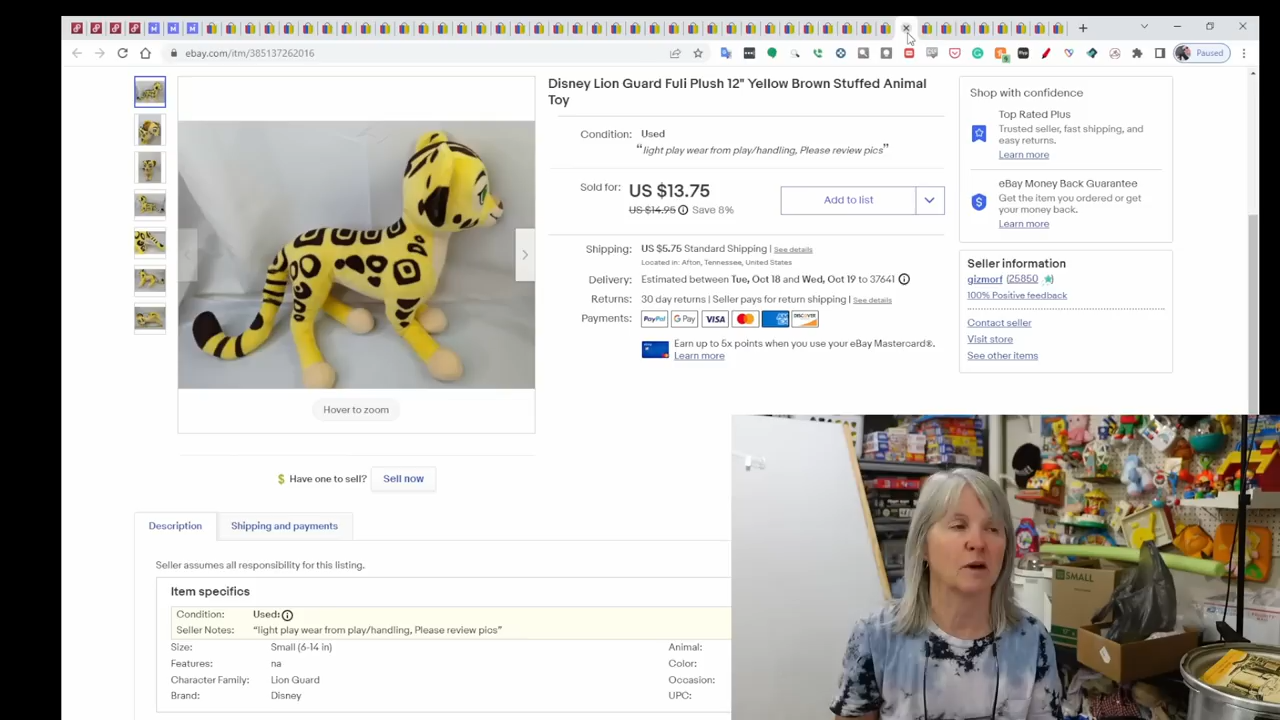 ebay.com/itm/385137262016
Paused
Disney Lion Guard Fuli Plush 12" Yellow Brown Stuffed Animal
Toy
Condition: Used
"light play wear from play/handling, Please review pics"
Sold for: US $13.75
US $14.95 Save 8%
Add to list
Shipping: US $5.75 Standard Shipping | See details
Located in: Afton, Tennessee, United States
Delivery: Estimated between Tue, Oct 18 and Wed, Oct 19 to 37641
Returns: 30 day returns | Seller pays for return shipping | See details
Payments: PayPal G Pay VISA
Earn up to 5x points when you use your eBay Mastercard®.
Learn more
Shop with confidence
Top Rated Plus
Trusted seller, fast shipping, and
easy returns.
Learn more
eBay Money Back Guarantee
Get the item you ordered or get
your money back.
Learn more
Seller information
gizmorf (25850)
100% Positive feedback
Contact seller
Visit store
See other items
Hover to zoom
$ Have one to sell? Sell now
Description Shipping and payments
Seller assumes all responsibility for this listing.
Item specifics
Condition: Used:
Seller Notes: "light play wear from play/handling, Please review pics"
Size: Small (6-14 in) Animal:
Features: na Color:
Character Family: Lion Guard Occasion:
Brand: Disney UPC:
SMALL